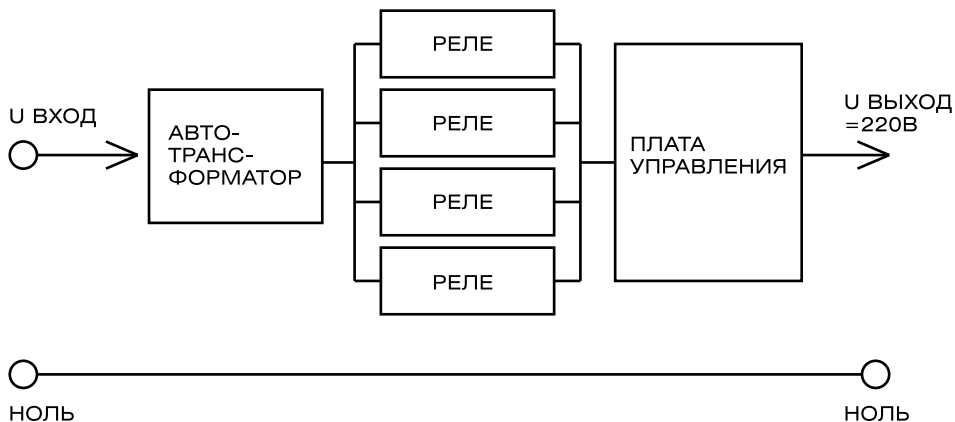 U ВХОД
АВТО-
ТРАНС-
ФОРМАТОР
РЕЛЕ
РЕЛЕ
РЕЛЕ
РЕЛЕ
ПЛАТА
УПРАВЛЕНИЯ
U ВЫХОД
=220В
НОЛЬ
НОЛЬ